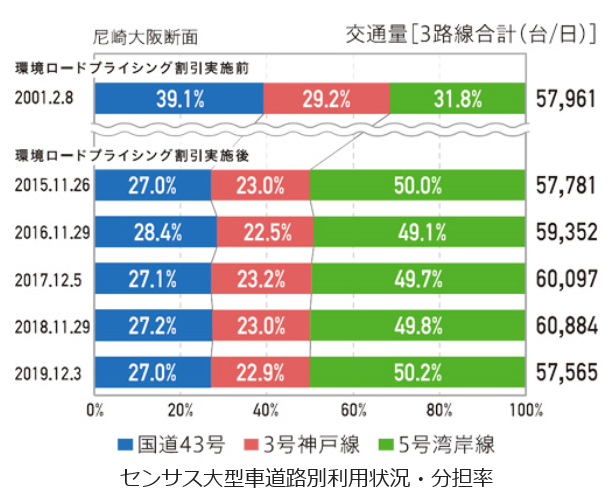 尼崎大阪断面 交通量[3路線合計(台/日)]
環境ロードプライシング割引実施前
2001.2.8 39.1% 29.2% 31.8% 57,961
環境ロードプライシング割引実施後
2015.11.26 27.0% 23.0% 50.0% 57,781
2016.11.29 28.4% 22.5% 49.1% 59,352
2017.12.5 27.1% 23.2% 49.7% 60,097
2018.11.29 27.2% 23.0% 49.8% 60,884
2019.12.3 27.0% 22.9% 50.2% 57,565
0% 20% 40% 60% 80% 100%
国道43号 3号神戸線 5号湾岸線
センサス大型車道路別利用状況・分担率